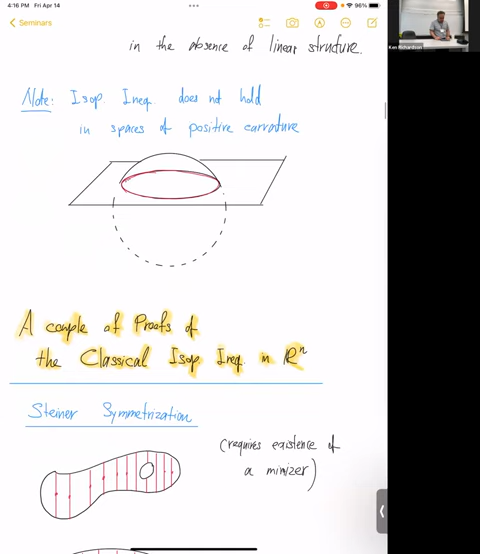 4:16 PM Fri Apr 14
96%
Seminars
Ken Richardson
in the absence of linear structure.
Note: Isop. Ineq. does not hold
in spaces of positive curvature
A couple of Proofs of
the Classical Isop. Ineq. in Rⁿ
Steiner Symmetrization
(requires existence of
a minimizer)